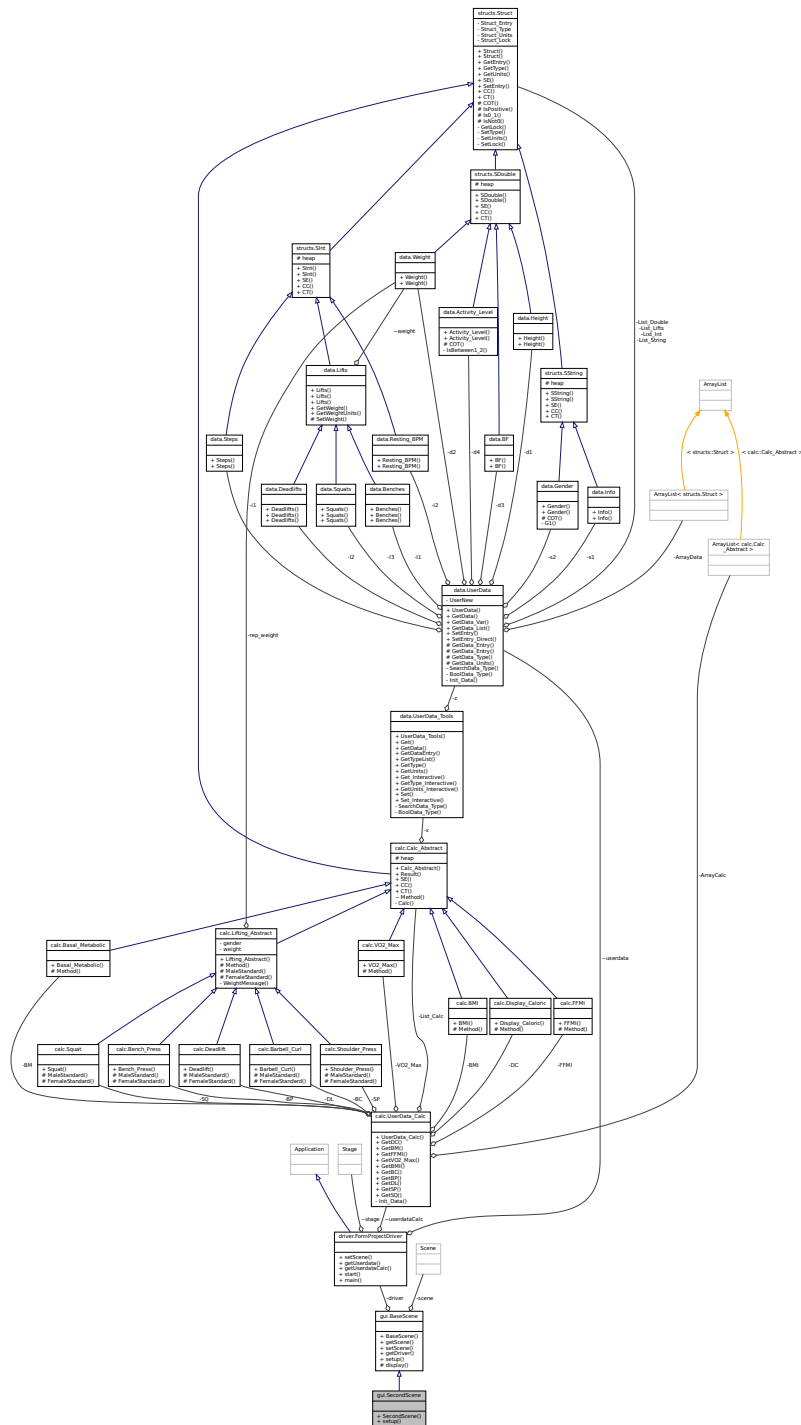 structs.Struct
- Struct_Entry
- Struct_Type
- Struct_Units
- Struct_Lock
+ Struct()
+ Struct()
+ GetEntry()
+ GetType()
+ GetUnits()
+ SE()
+ SetEntry()
+ CC()
+ CT()
# COT()
# IsPositive()
# Is0_1()
# IsNot0()
- GetLock()
- SetType()
- SetUnits()
- SetLock()
structs.SDouble
# heap
+ SDouble()
+ SDouble()
+ SE()
+ CC()
+ CT()
structs.SInt
# heap
+ SInt()
+ SInt()
+ SE()
+ CC()
+ CT()
data.Weight
+ Weight()
+ Weight()
data.Activity_Level
+ Activity_Level()
+ Activity_Level()
# COT()
- IsBetween1_2()
data.Height
+ Height()
+ Height()
-List_Double
-List_Lifts
-List_Int
-List_String
~weight
data.Lifts
+ Lifts()
+ Lifts()
+ Lifts()
+ GetWeight()
+ GetWeightUnits()
# SetWeight()
structs.SString
# heap
+ SString()
+ SString()
+ SE()
+ CC()
+ CT()
ArrayList
< structs::Struct >
< calc::Calc_Abstract >
data.Steps
+ Steps()
+ Steps()
data.Resting_BPM
+ Resting_BPM()
+ Resting_BPM()
data.BF
+ BF()
+ BF()
-d2
-d4
-d1
data.Deadlifts
+ Deadlifts()
+ Deadlifts()
+ Deadlifts()
data.Squats
+ Squats()
+ Squats()
+ Squats()
data.Benches
+ Benches()
+ Benches()
+ Benches()
data.Gender
+ Gender()
+ Gender()
# COT()
- G1()
data.Info
+ Info()
+ Info()
ArrayList< structs.Struct >
ArrayList< calc.Calc
_Abstract >
-i1
-i2
-d3
-l2
-l3
-l1
-s2
-s1
-ArrayData
data.UserData
- UserNew
+ UserData()
+ GetData()
+ GetData_Var()
+ GetData_List()
+ SetEntry()
+ SetEntry_Direct()
# GetData_Entry()
# GetData_Entry()
# GetData_Type()
# GetData_Units()
- SearchData_Type()
- BoolData_Type()
- Init_Data()
-rep_weight
-z
data.UserData_Tools
+ UserData_Tools()
+ Get()
+ GetData()
+ GetDataEntry()
+ GetTypeList()
+ GetType()
+ GetUnits()
+ Get_Interactive()
+ GetType_Interactive()
+ GetUnits_Interactive()
+ Set()
+ Set_Interactive()
- SearchData_Type()
- BoolData_Type()
-x
calc.Calc_Abstract
# heap
+ Calc_Abstract()
+ Result()
+ SE()
+ CC()
+ CT()
~ Method()
- Calc()
-ArrayCalc
calc.Basal_Metabolic
+ Basal_Metabolic()
# Method()
calc.Lifting_Abstract
- gender
- weight
+ Lifting_Abstract()
# Method()
# MaleStandard()
# FemaleStandard()
- WeightMessage()
calc.VO2_Max
+ VO2_Max()
# Method()
~userdata
calc.BMI
+ BMI()
# Method()
calc.Display_Caloric
+ Display_Caloric()
# Method()
calc.FFMI
+ FFMI()
# Method()
-List_Calc
calc.Squat
+ Squat()
# MaleStandard()
# FemaleStandard()
calc.Bench_Press
+ Bench_Press()
# MaleStandard()
# FemaleStandard()
calc.Deadlift
+ Deadlift()
# MaleStandard()
# FemaleStandard()
calc.Barbell_Curl
+ Barbell_Curl()
# MaleStandard()
# FemaleStandard()
calc.Shoulder_Press
+ Shoulder_Press()
# MaleStandard()
# FemaleStandard()
-BM
-VO2_Max
-BMI
-DC
-FFMI
-SQ
-BP
-DL
-BC
-SP
calc.UserData_Calc
+ UserData_Calc()
+ GetDC()
+ GetBM()
+ GetFFMI()
+ GetVO2_Max()
+ GetBMI()
+ GetBC()
+ GetBP()
+ GetDL()
+ GetSP()
+ GetSQ()
- Init_Data()
Application
Stage
~stage
~userdataCalc
driver.FormProjectDriver
+ setScene()
+ getUserdata()
+ getUserdataCalc()
+ start()
+ main()
Scene
-driver
-scene
gui.BaseScene
+ BaseScene()
+ getScene()
+ setScene()
+ getDriver()
+ setup()
# display()
gui.SecondScene
+ SecondScene()
+ setup()